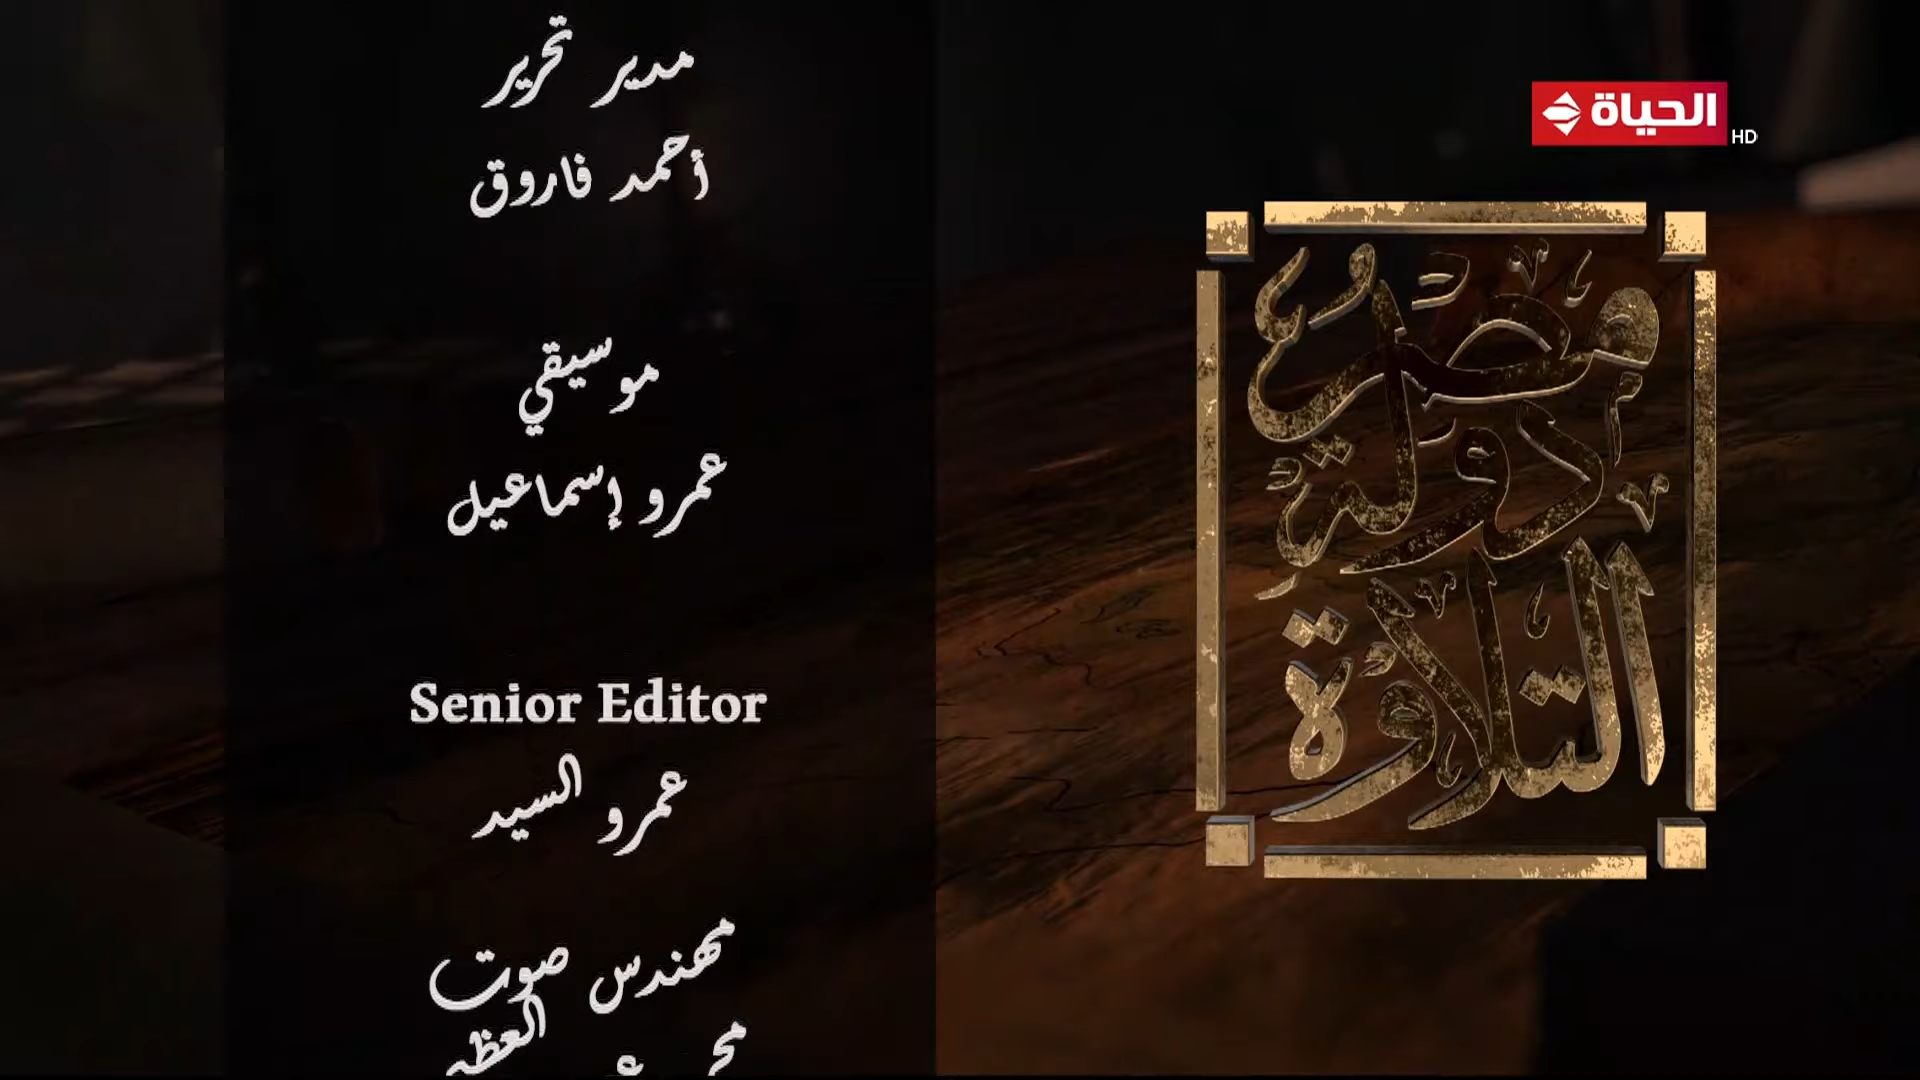 مدير تحرير
أحمد فاروق
موسيقي
عمرو إسماعيل
Senior Editor
عمرو السيد
مهندس صوت
الحياة
HD
مصر
دولة
التلاوة